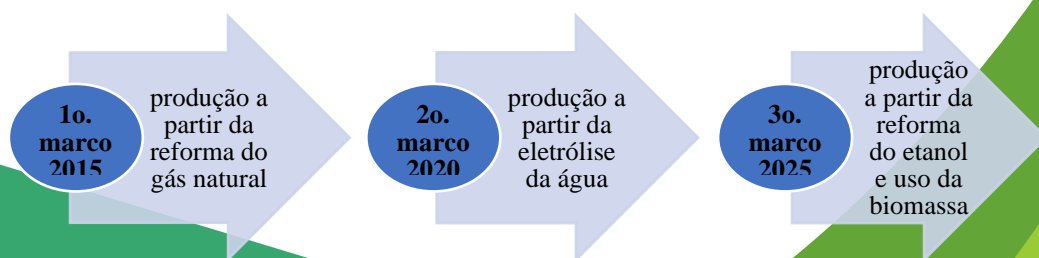 1o.
marco
2015
produção a
partir da
reforma do
gás natural
2o.
marco
2020
produção a
partir da
eletrólise
da água
3o.
marco
2025
produção
a partir da
reforma
do etanol
e uso da
biomassa